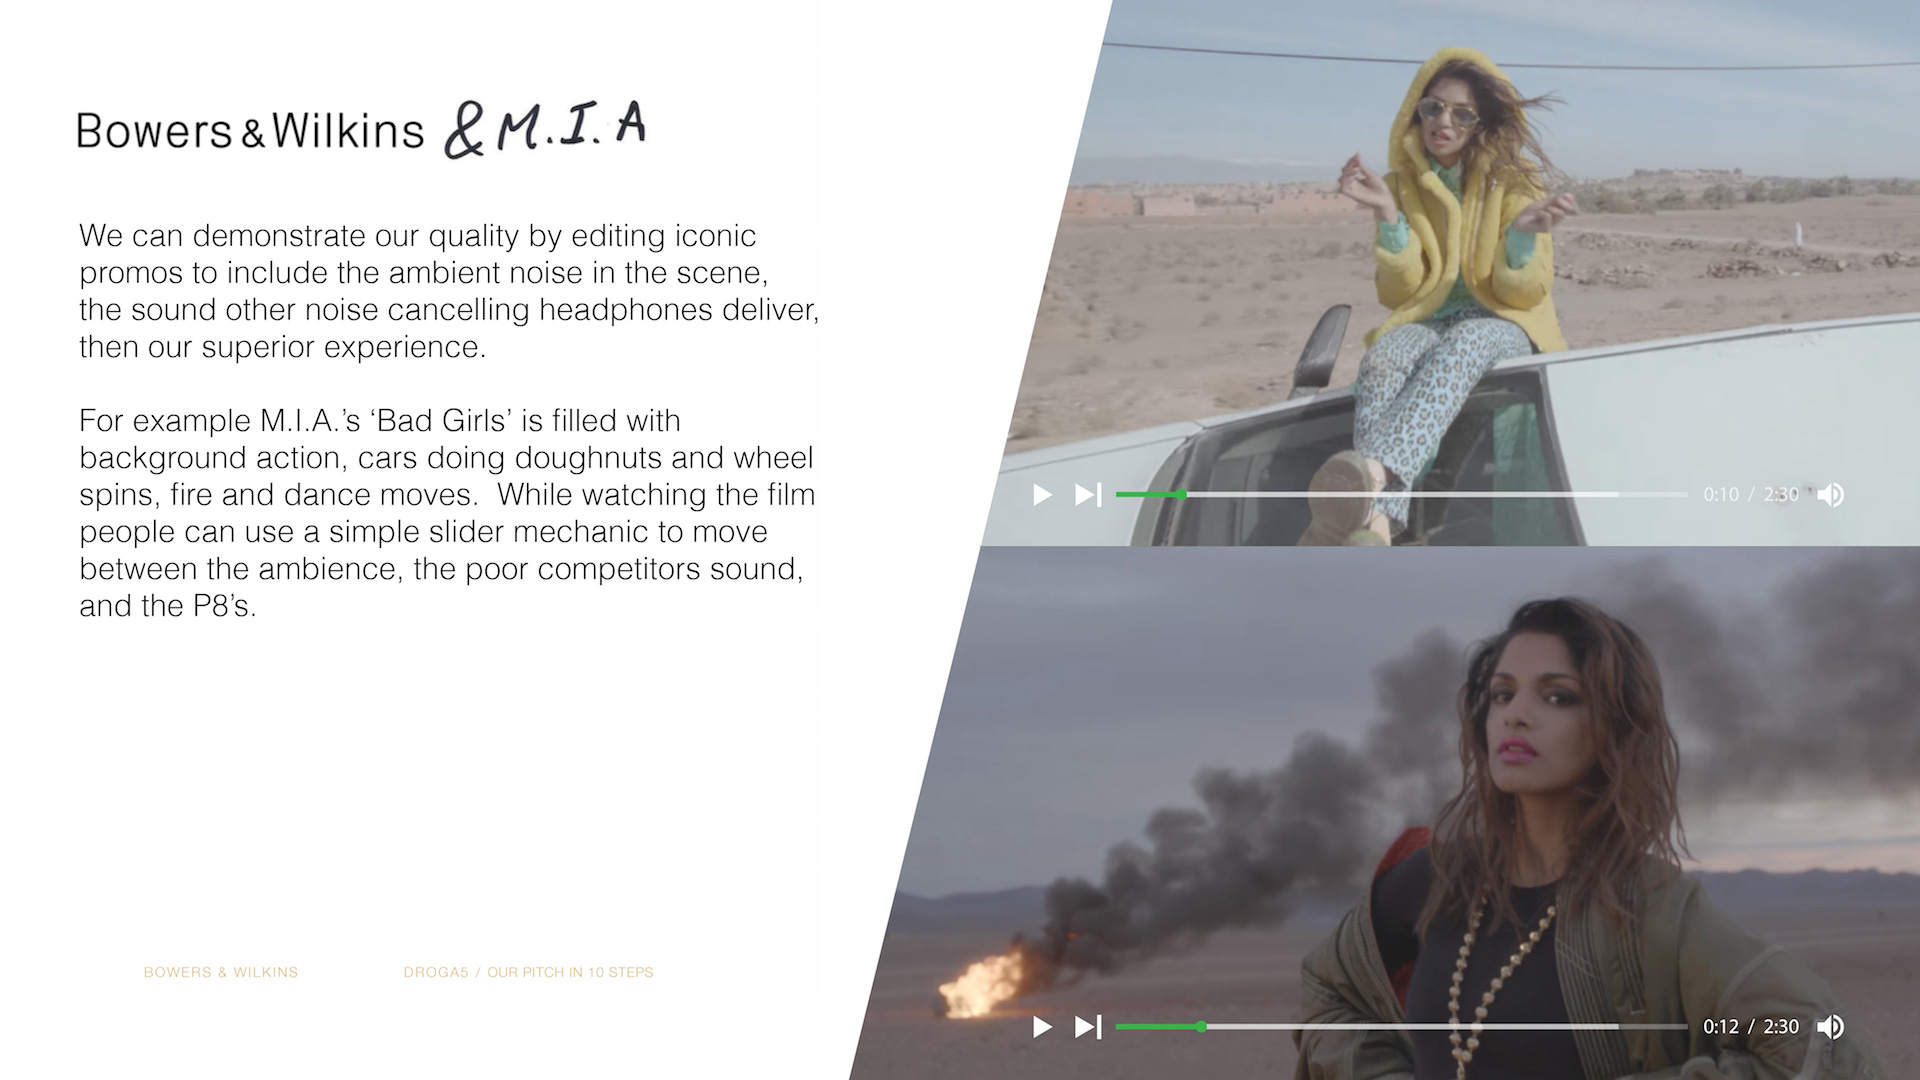 Bowers & Wilkins & M.I.A
We can demonstrate our quality by editing iconic
promos to include the ambient noise in the scene,
the sound other noise cancelling headphones deliver,
then our superior experience.
For example M.I.A.’s ‘Bad Girls’ is filled with
background action, cars doing doughnuts and wheel
spins, fire and dance moves.  While watching the film
people can use a simple slider mechanic to move
between the ambience, the poor competitors sound,
and the P8’s.
0:10 / 2:30
0:12 / 2:30
BOWERS & WILKINS
DROGA5 / OUR PITCH IN 10 STEPS